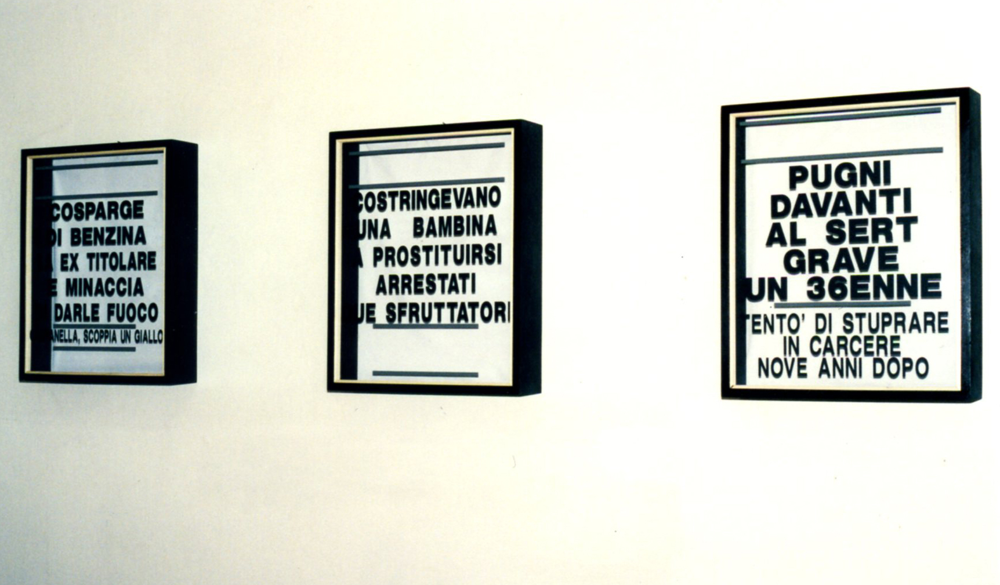 COSPARGE
DI BENZINA
EX TITOLARE
E MINACCIA
DARLE FUOCO
SCOPPIA UN GIALLO
COSTRINGEVANO
UNA BAMBINA
A PROSTITUIRSI
ARRESTATI
UE SFRUTTATORI
PUGNI
DAVANTI
AL SERT
GRAVE
UN 36ENNE
TENTO' DI STUPRARE
IN CARCERE
NOVE ANNI DOPO